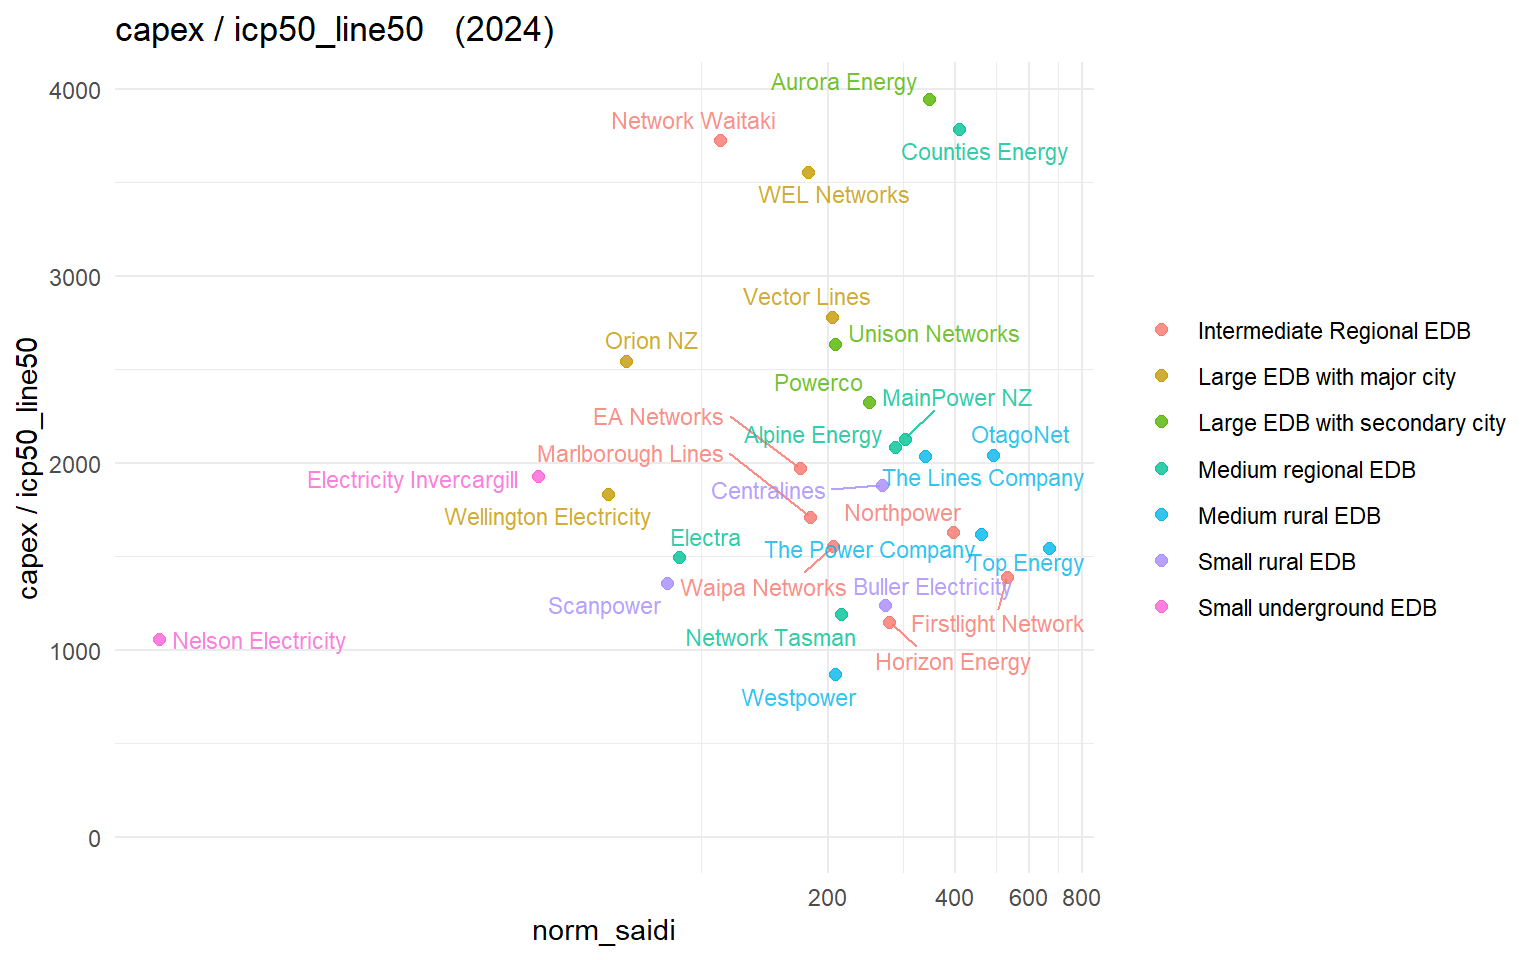 capex / icp50_line50   (2024)
capex / icp50_line50
4000
3000
2000
1000
0
Aurora Energy
Network Waitaki
Counties Energy
WEL Networks
Vector Lines
Unison Networks
Orion NZ
Powerco
MainPower NZ
EA Networks
Alpine Energy
OtagoNet
Marlborough Lines
Electricity Invercargill
The Lines Company
Centralines
Wellington Electricity
Northpower
Electra
The Power Company
Top Energy
Waipa Networks
Buller Electricity
Scanpower
Firstlight Network
Network Tasman
Nelson Electricity
Horizon Energy
Westpower
200
400
600
800
norm_saidi
Intermediate Regional EDB
Large EDB with major city
Large EDB with secondary city
Medium regional EDB
Medium rural EDB
Small rural EDB
Small underground EDB